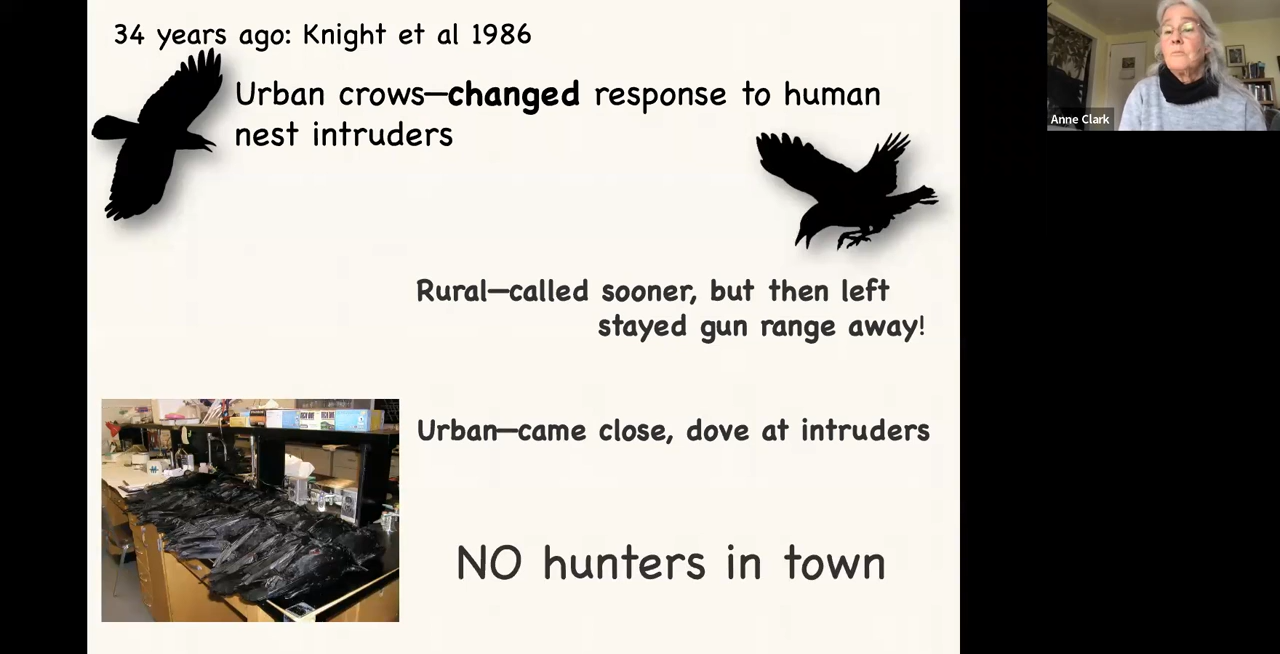 34 years ago: Knight et al 1986
Urban crows—changed response to human
nest intruders
Anne Clark
Rural—called sooner, but then left
stayed gun range away!
Urban—came close, dove at intruders
NO hunters in town